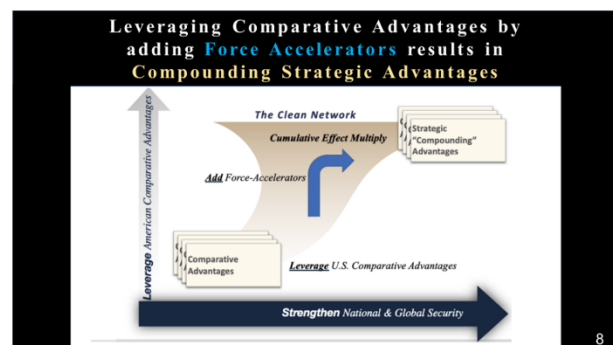 Leveraging Comparative Advantages by
adding Force Accelerators results in
Compounding Strategic Advantages
The Clean Network
Cumulative Effect Multiply
Strategic
"Compounding"
Advantages
Add Force-Accelerators
Leverage American Comparative Advantages
Comparative
Advantages
Leverage U.S. Comparative Advantages
Strengthen National & Global Security
8